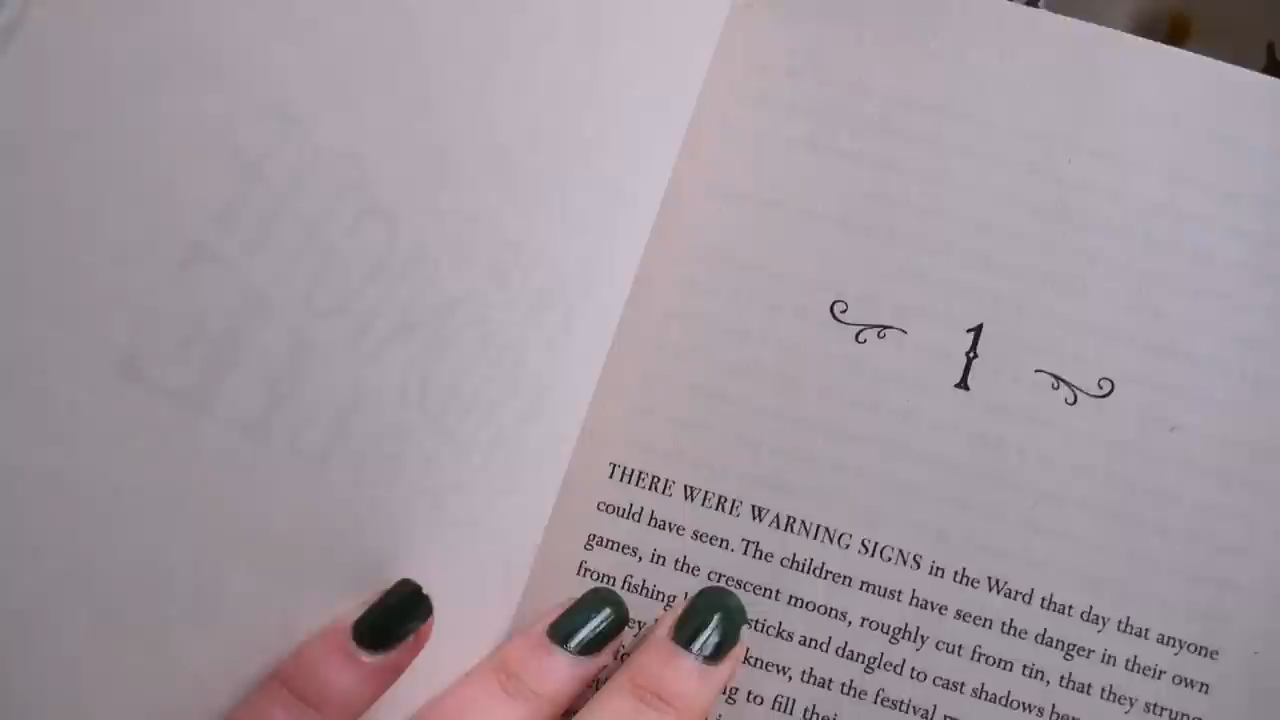 1
THERE WERE WARNING SIGNS in the Ward that day that anyone
could have seen. The children must have seen the danger in their own
games, in the crescent moons, roughly cut from tin, that they strung
from fishing sticks and dangled to cast shadows
knew, that the festival
to fill their